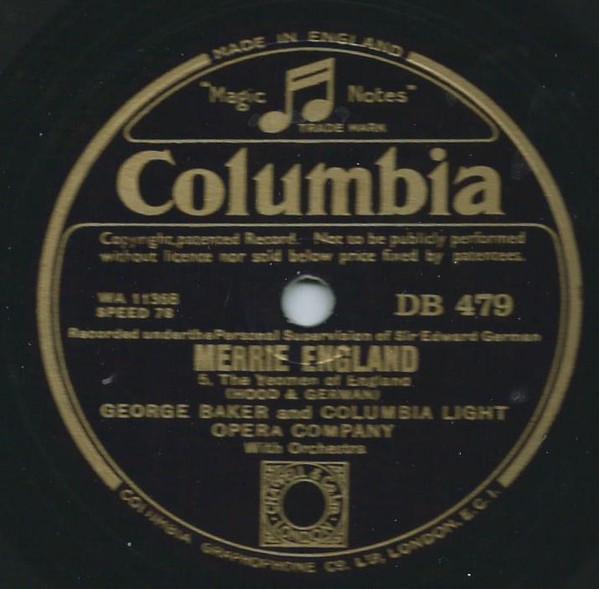 MADE IN ENGLAND
"Magic Notes"
TRADE MARK
Columbia
Copyright, patented Record. Not to be publicly performed
without licence nor sold below price fixed by patentees.
WA 11368
SPEED 78
DB 479
Recorded under the Personal Supervision of Sir Edward German
MERRIE ENGLAND
5. The Yeomen of England
(HOOD & GERMAN)
GEORGE BAKER and COLUMBIA LIGHT
OPERA COMPANY
With Orchestra
LONDON
COLUMBIA GRAPHOPHONE CO. LTD, LONDON, E.C.1.